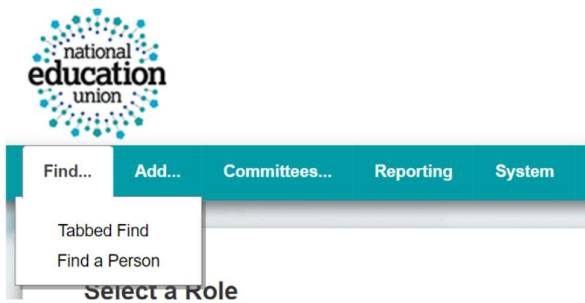 national
education
union
Find... Add... Committees... Reporting System
Tabbed Find
Find a Person
Select a Role